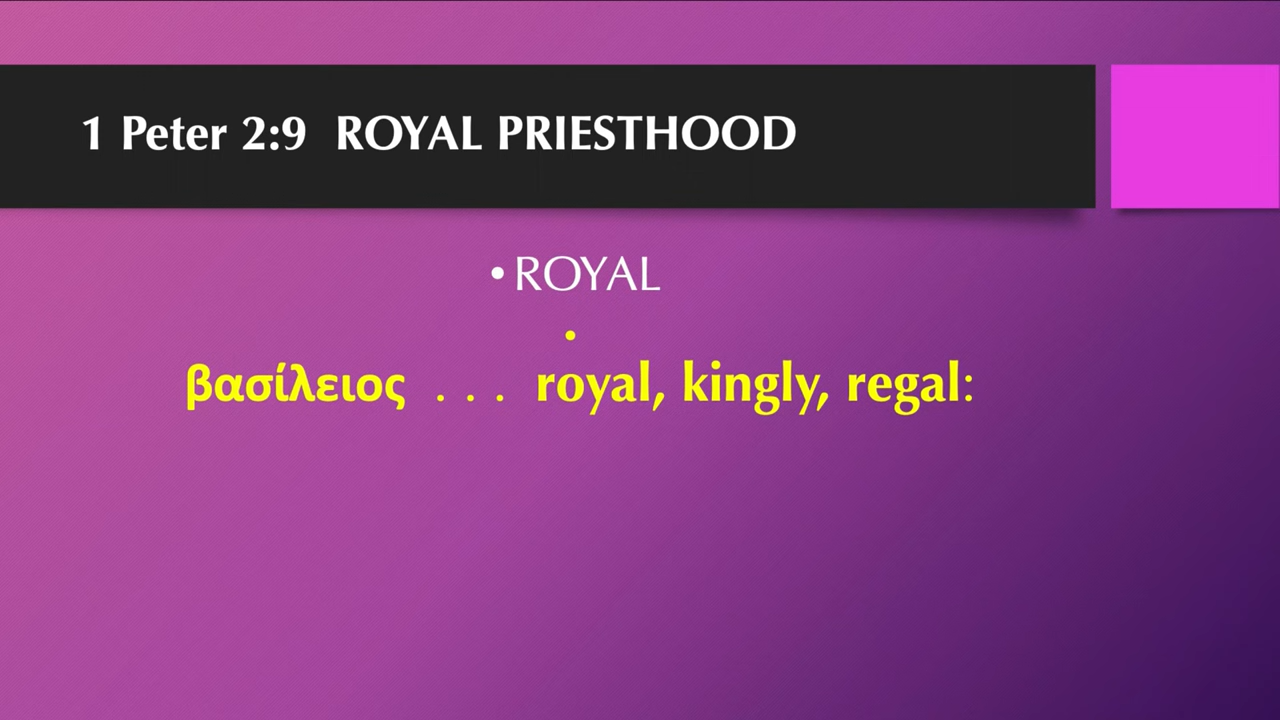 1 Peter 2:9 ROYAL PRIESTHOOD
•ROYAL
•
βασίλειος . . . royal, kingly, regal: